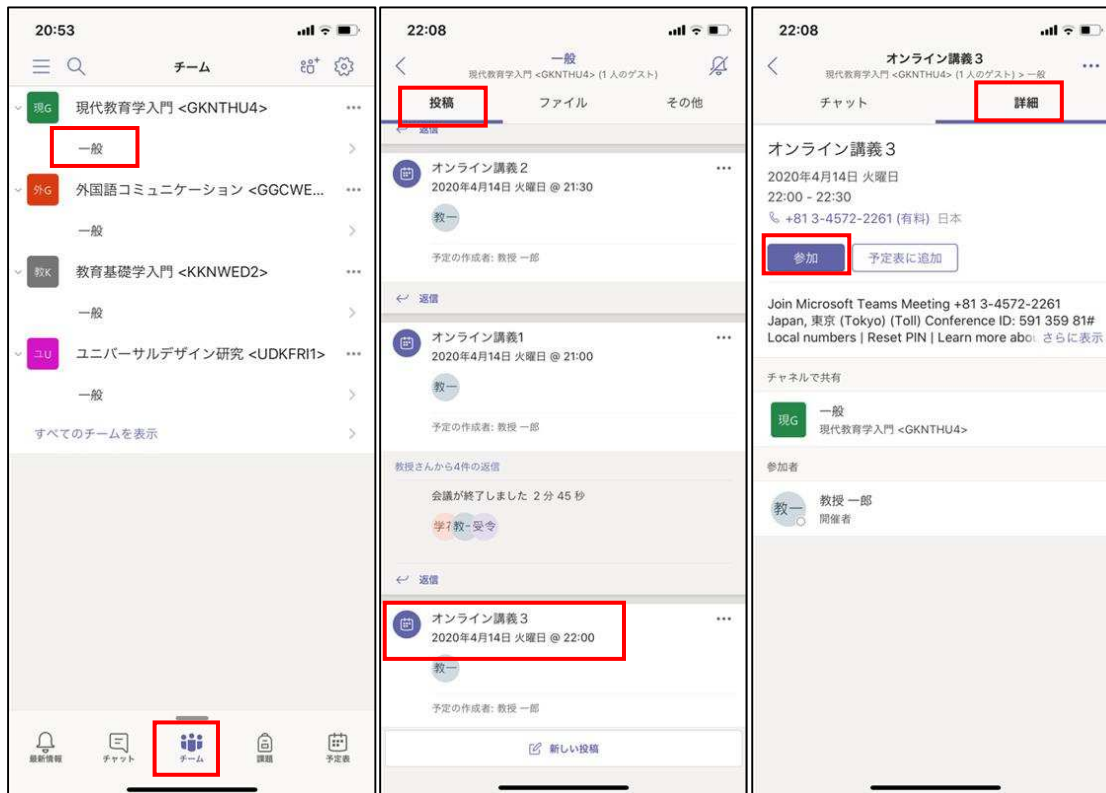 20:53
チーム
現G
現代教育学入門 <GKNTHU4>
一般
外G
外国語コミュニケーション <GGCWE...
一般
教K
教育基礎学入門 <KKNWED2>
一般
ユU
ユニバーサルデザイン研究 <UDKFRI1>
一般
すべてのチームを表示
最新情報
チャット
チーム
課題
予定表
22:08
一般
現代教育学入門 <GKNTHU4> (1 人のゲスト)
投稿
ファイル
その他
返信
オンライン講義２
2020年4月14日 火曜日 @ 21:30
教一
予定の作成者: 教授 一郎
返信
オンライン講義1
2020年4月14日 火曜日 @ 21:00
教一
予定の作成者: 教授 一郎
教授さんから4件の返信
会議が終了しました 2 分 45 秒
教一
受令
返信
オンライン講義３
2020年4月14日 火曜日 @ 22:00
教一
予定の作成者: 教授 一郎
新しい投稿
22:08
オンライン講義３
現代教育学入門 <GKNTHU4> (1 人のゲスト) > 一般
チャット
詳細
オンライン講義３
2020年4月14日 火曜日
22:00 - 22:30
+81 3-4572-2261 (有料) 日本
参加
予定表に追加
Join Microsoft Teams Meeting +81 3-4572-2261
Japan, 東京 (Tokyo) (Toll) Conference ID: 591 359 81#
Local numbers | Reset PIN | Learn more abou さらに表示
チャネルで共有
現G
一般
現代教育学入門 <GKNTHU4>
参加者
教一
教授 一郎
開催者